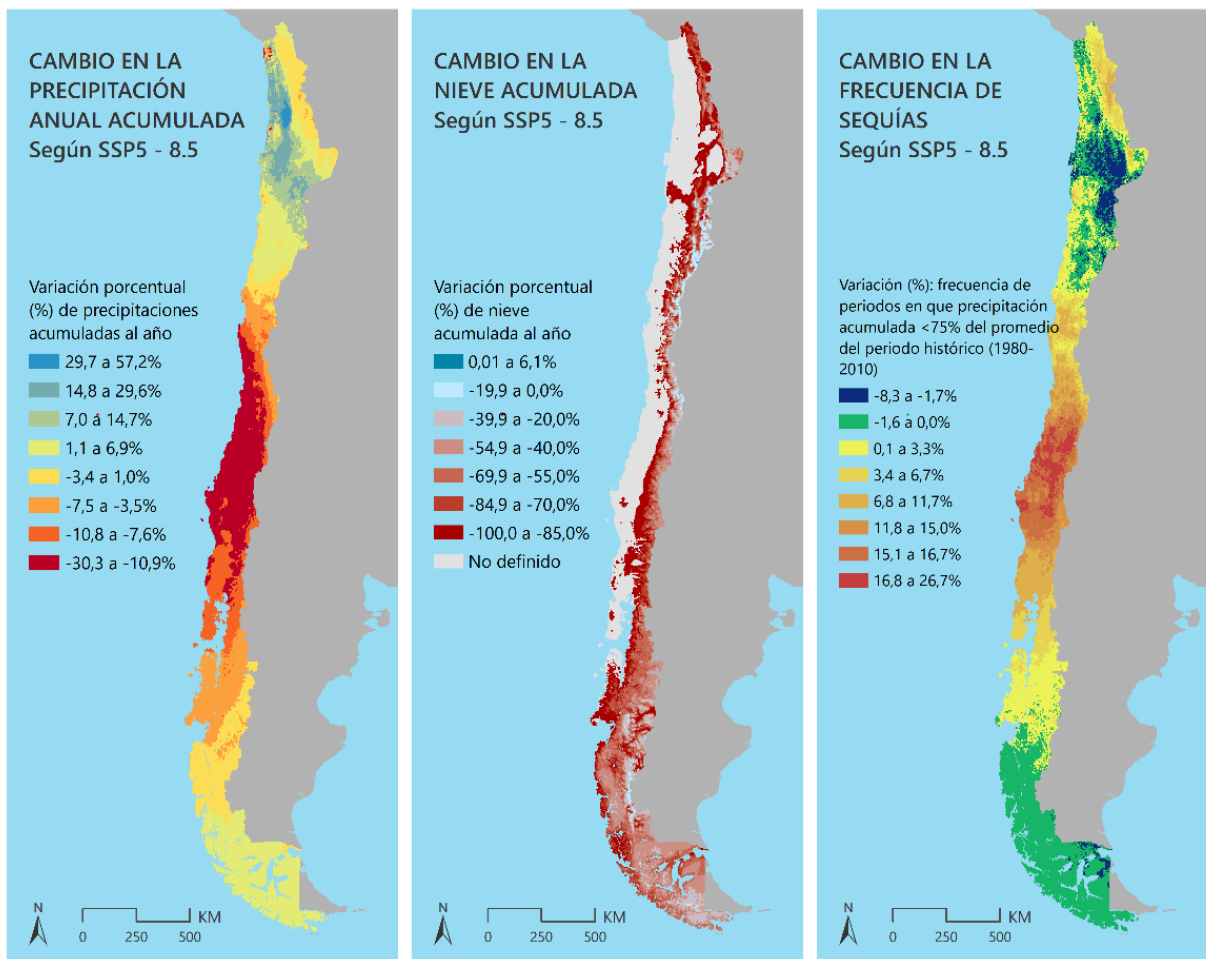 CAMBIO EN LA
PRECIPITACIÓN
ANUAL ACUMULADA
Según SSP5 - 8.5
Variación porcentual
(%) de precipitaciones
acumuladas al año
29,7 a 57,2%
14,8 a 29,6%
7,0 a 14,7%
1,1 a 6,9%
-3,4 a 1,0%
-7,5 a -3,5%
-10,8 a -7,6%
-30,3 a -10,9%
N
0 250 500
KM
CAMBIO EN LA
NIEVE ACUMULADA
Según SSP5 - 8.5
Variación porcentual
(%) de nieve
acumulada al año
0,01 a 6,1%
-19,9 a 0,0%
-39,9 a -20,0%
-54,9 a -40,0%
-69,9 a -55,0%
-84,9 a -70,0%
-100,0 a -85,0%
No definido
N
0 250 500
KM
CAMBIO EN LA
FRECUENCIA DE
SEQUÍAS
Según SSP5 - 8.5
Variación (%): frecuencia de
periodos en que precipitación
acumulada <75% del promedio
del periodo histórico (1980-
2010)
-8,3 a -1,7%
-1,6 a 0,0%
0,1 a 3,3%
3,4 a 6,7%
6,8 a 11,7%
11,8 a 15,0%
15,1 a 16,7%
16,8 a 26,7%
N
0 250 500
KM